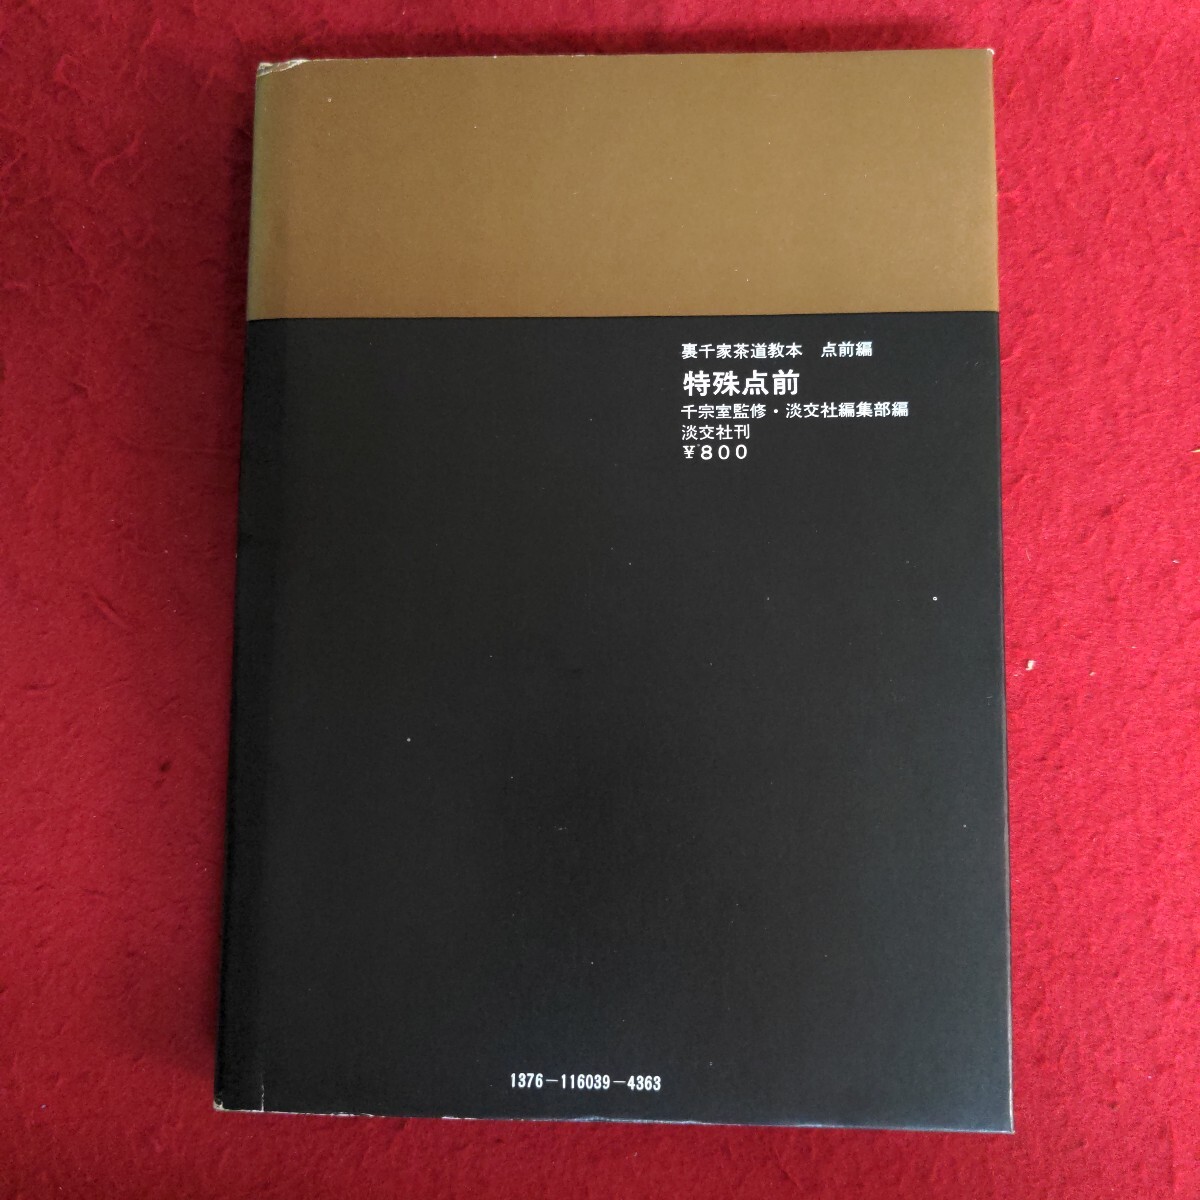 裏千家茶道教本　点前編
特殊点前
千宗室監修・淡交社編集部編
淡交社刊
¥800
1376-116039-4363